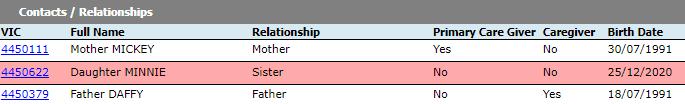 Contacts / Relationships
VIC Full Name Relationship Primary Care Giver Caregiver Birth Date
4450111 Mother MICKEY Mother Yes No 30/07/1991
4450622 Daughter MINNIE Sister No No 25/12/2020
4450379 Father DAFFY Father No Yes 18/07/1991